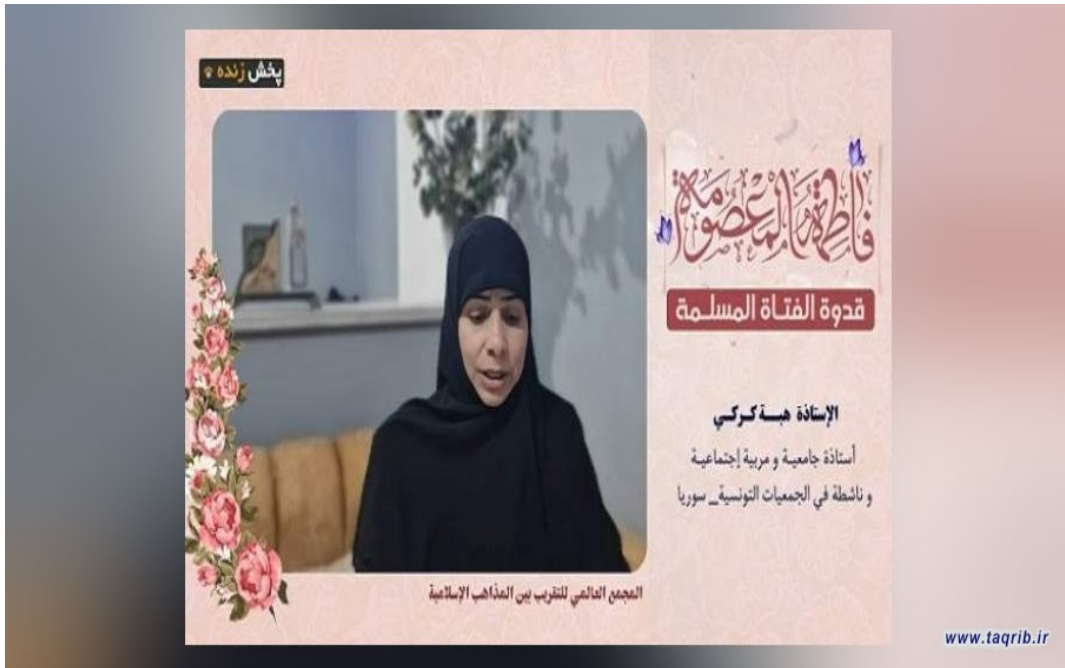 پخش زنده
فاطمة المعصومة
قدوة الفتاة المسلمة
الإستاذة هبة كركي
أستاذة جامعية و مربية إجتماعية
و ناشطة في الجمعيات التونسية_ سوريا
المجمع العالمي للتقريب بين المذاهب الإسلامية
www.taqrib.ir